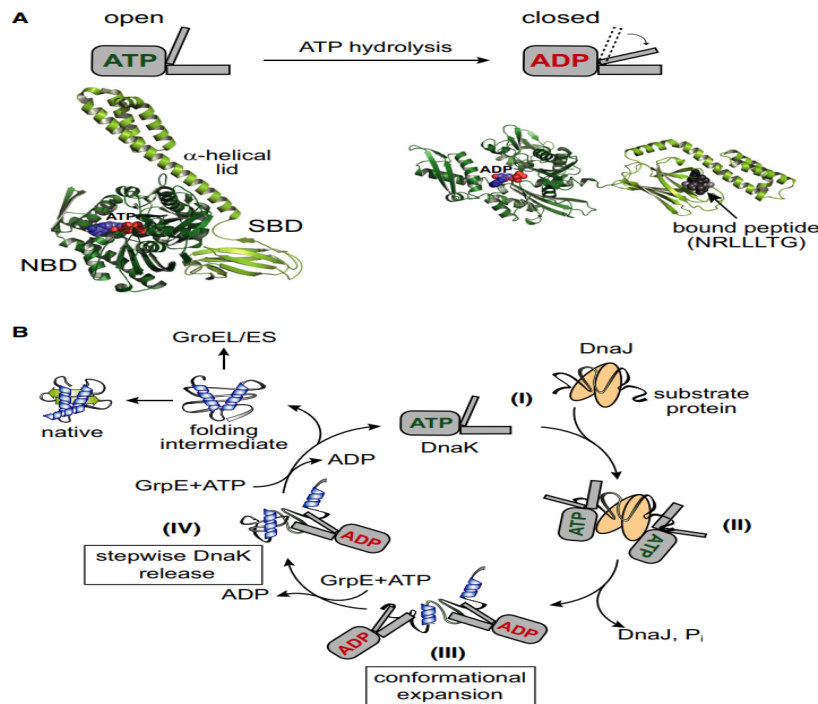 A
open
closed
ATP
ATP hydrolysis
ADP
α-helical
lid
ATP
SBD
NBD
ADP
bound peptide
(NRLLLTG)
B
GroEL/ES
DnaJ
substrate
protein
native
folding
intermediate
ATP
(I)
DnaK
ADP
GrpE+ATP
(IV)
ADP
stepwise DnaK
release
ATP
ATP
(II)
GrpE+ATP
ADP
ADP
ADP
DnaJ, Pi
(III)
conformational
expansion